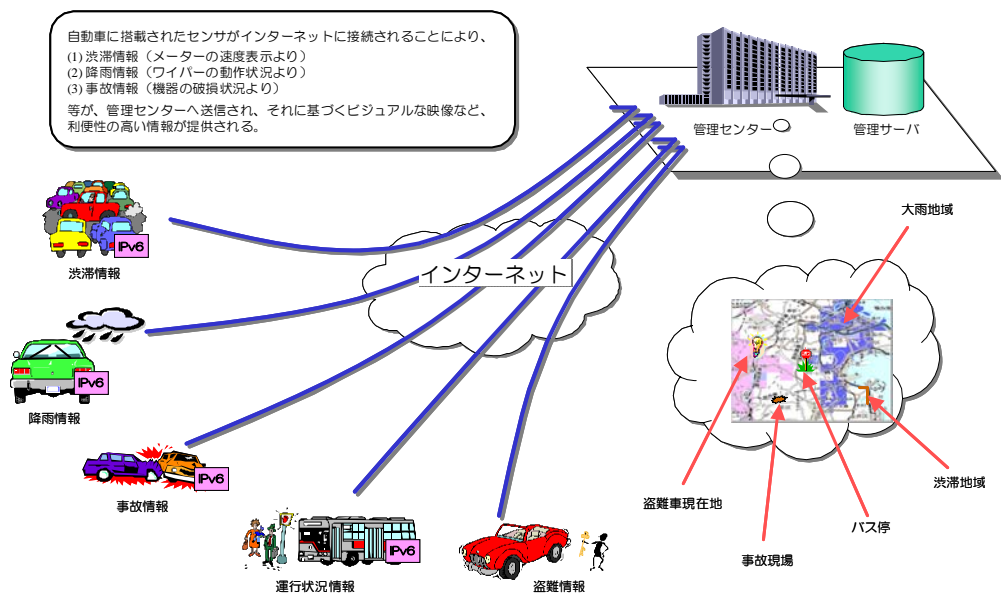 自動車に搭載されたセンサがインターネットに接続されることにより、
(1) 渋滞情報（メーターの速度表示より）
(2) 降雨情報（ワイパーの動作状況より）
(3) 事故情報（機器の破損状況より）
等が、管理センターへ送信され、それに基づくビジュアルな映像など、
利便性の高い情報が提供される。
管理センター
管理サーバ
大雨地域
IPv6
渋滞情報
インターネット
IPv6
降雨情報
IPv6
事故情報
IPv6
運行状況情報
盗難情報
盗難車現在地
事故現場
バス停
渋滞地域